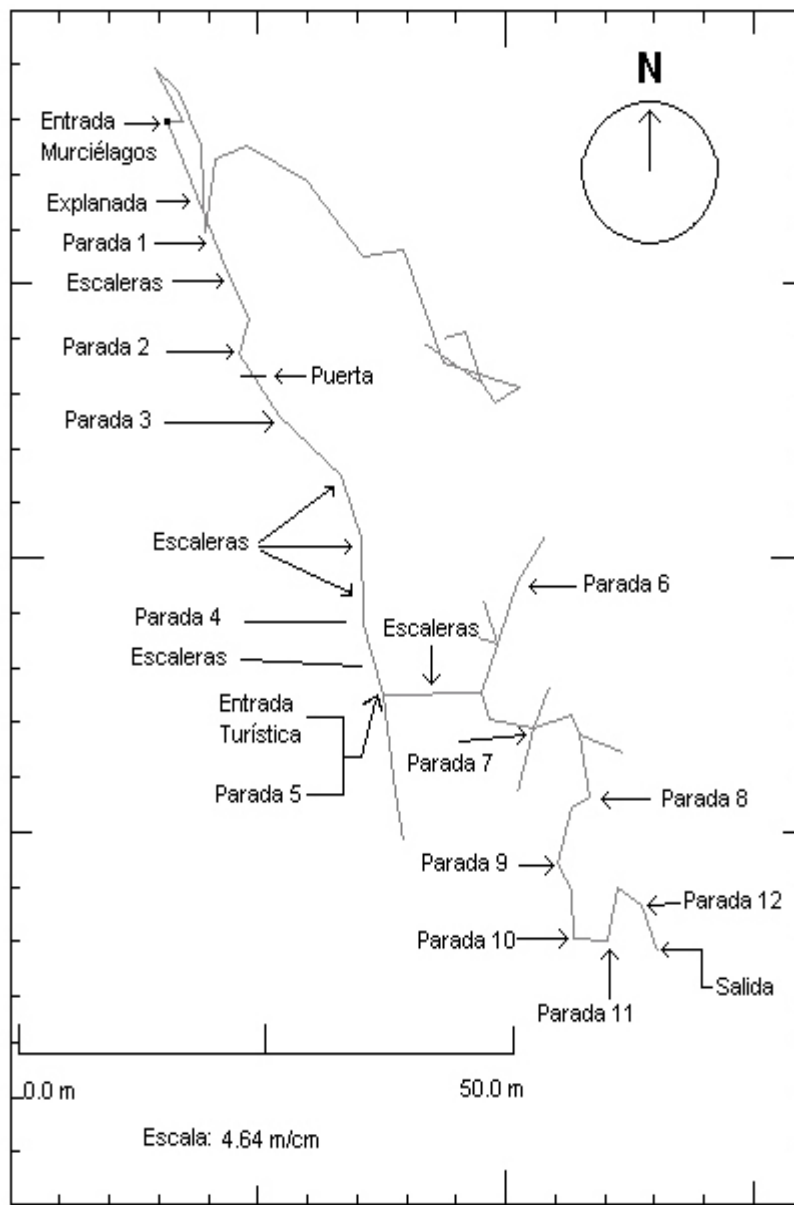 N
Entrada
Murciélagos
Explanada
Parada 1
Escaleras
Parada 2
Puerta
Parada 3
Escaleras
Parada 6
Parada 4
Escaleras
Escaleras
Entrada
Turística
Parada 7
Parada 5
Parada 8
Parada 9
Parada 12
Parada 10
Salida
Parada 11
0.0 m
50.0 m
Escala: 4.64 m/cm